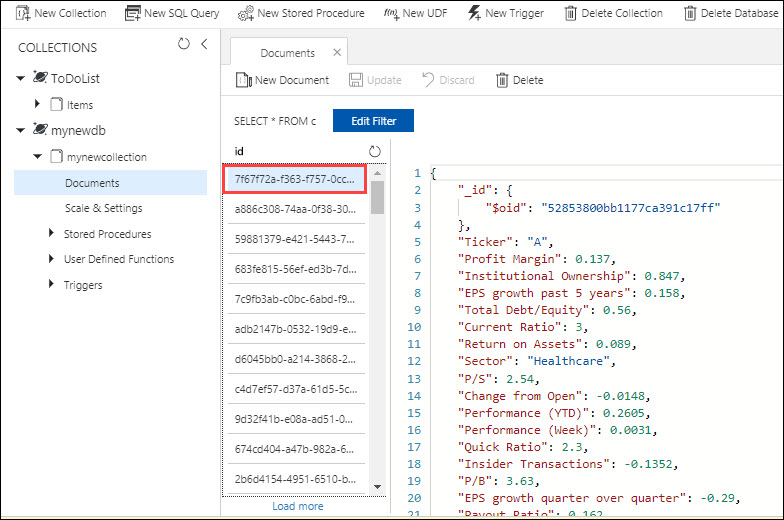 New Collection New SQL Query New Stored Procedure New UDF New Trigger Delete Collection Delete Database
COLLECTIONS
ToDoList
Items
mynewdb
mynewcollection
Documents
Scale & Settings
Stored Procedures
User Defined Functions
Triggers
Documents
New Document Update Discard Delete
SELECT * FROM c Edit Filter
id
7f67f72a-f363-f757-0cc...
a886c308-74aa-0f38-30...
59881379-e421-5443-7...
683fe815-56ef-ed3b-7d...
7c9fb3ab-c0bc-6abd-f9...
adb2147b-0532-19d9-e...
d6045bb0-a214-3868-2...
c4d7ef57-d37a-61d5-5c...
9d32f41b-e08a-ad51-0...
674cd404-a47b-982a-6...
2b6d4154-4951-6510-b...
Load more
1 {
2 "_id": {
3 "$oid": "52853800bb1177ca391c17ff"
4 },
5 "Ticker": "A",
6 "Profit Margin": 0.137,
7 "Institutional Ownership": 0.847,
8 "EPS growth past 5 years": 0.158,
9 "Total Debt/Equity": 0.56,
10 "Current Ratio": 3,
11 "Return on Assets": 0.089,
12 "Sector": "Healthcare",
13 "P/S": 2.54,
14 "Change from Open": -0.0148,
15 "Performance (YTD)": 0.2605,
16 "Performance (Week)": 0.0031,
17 "Quick Ratio": 2.3,
18 "Insider Transactions": -0.1352,
19 "P/B": 3.63,
20 "EPS growth quarter over quarter": -0.29,
21 "Payout Ratio": 0.162,